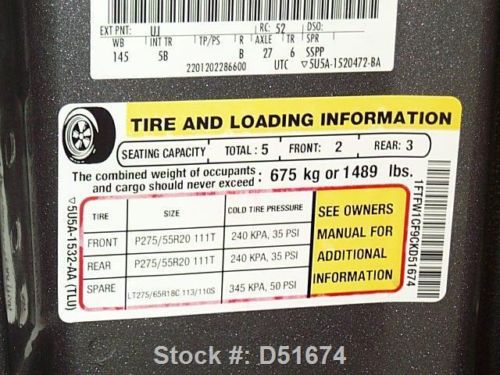 EXT PNT: UJ RC: 52 DSO:
WB INT TR TP/PS R AXLE TR SPR
145 5B B 27 6 SSPP
2201202286600 UTC ▽5U5A-1520472-BA
TIRE AND LOADING INFORMATION
SEATING CAPACITY TOTAL : 5 FRONT: 2 REAR: 3
The combined weight of occupants
and cargo should never exceed : 675 kg or 1489 lbs.
TIRE SIZE COLD TIRE PRESSURE
FRONT P275/55R20 111T 240 KPA, 35 PSI
REAR P275/55R20 111T 240 KPA, 35 PSI
SPARE LT275/65R18C 113/110S 345 KPA, 50 PSI
SEE OWNERS
MANUAL FOR
ADDITIONAL
INFORMATION
▽5U5A-1532-AA (TLU)
1FTFW1CF9CKD51674
Stock #: D51674